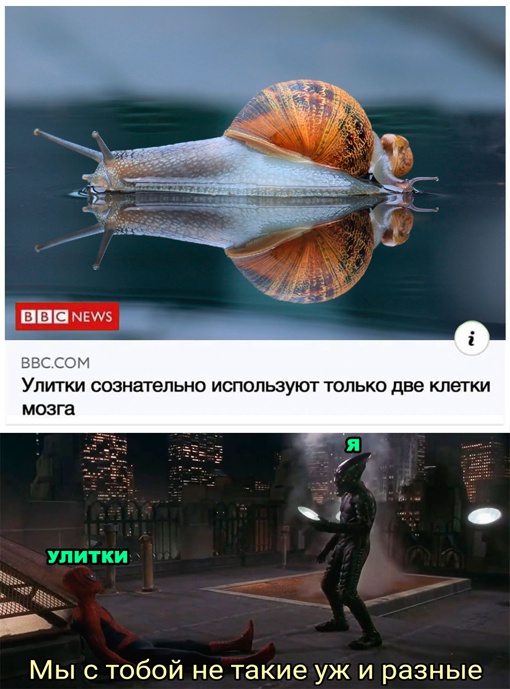 BBC NEWS
i
BBC.COM
Улитки сознательно используют только две клетки
мозга
Я
УЛИТКИ
Мы с тобой не такие уж и разные